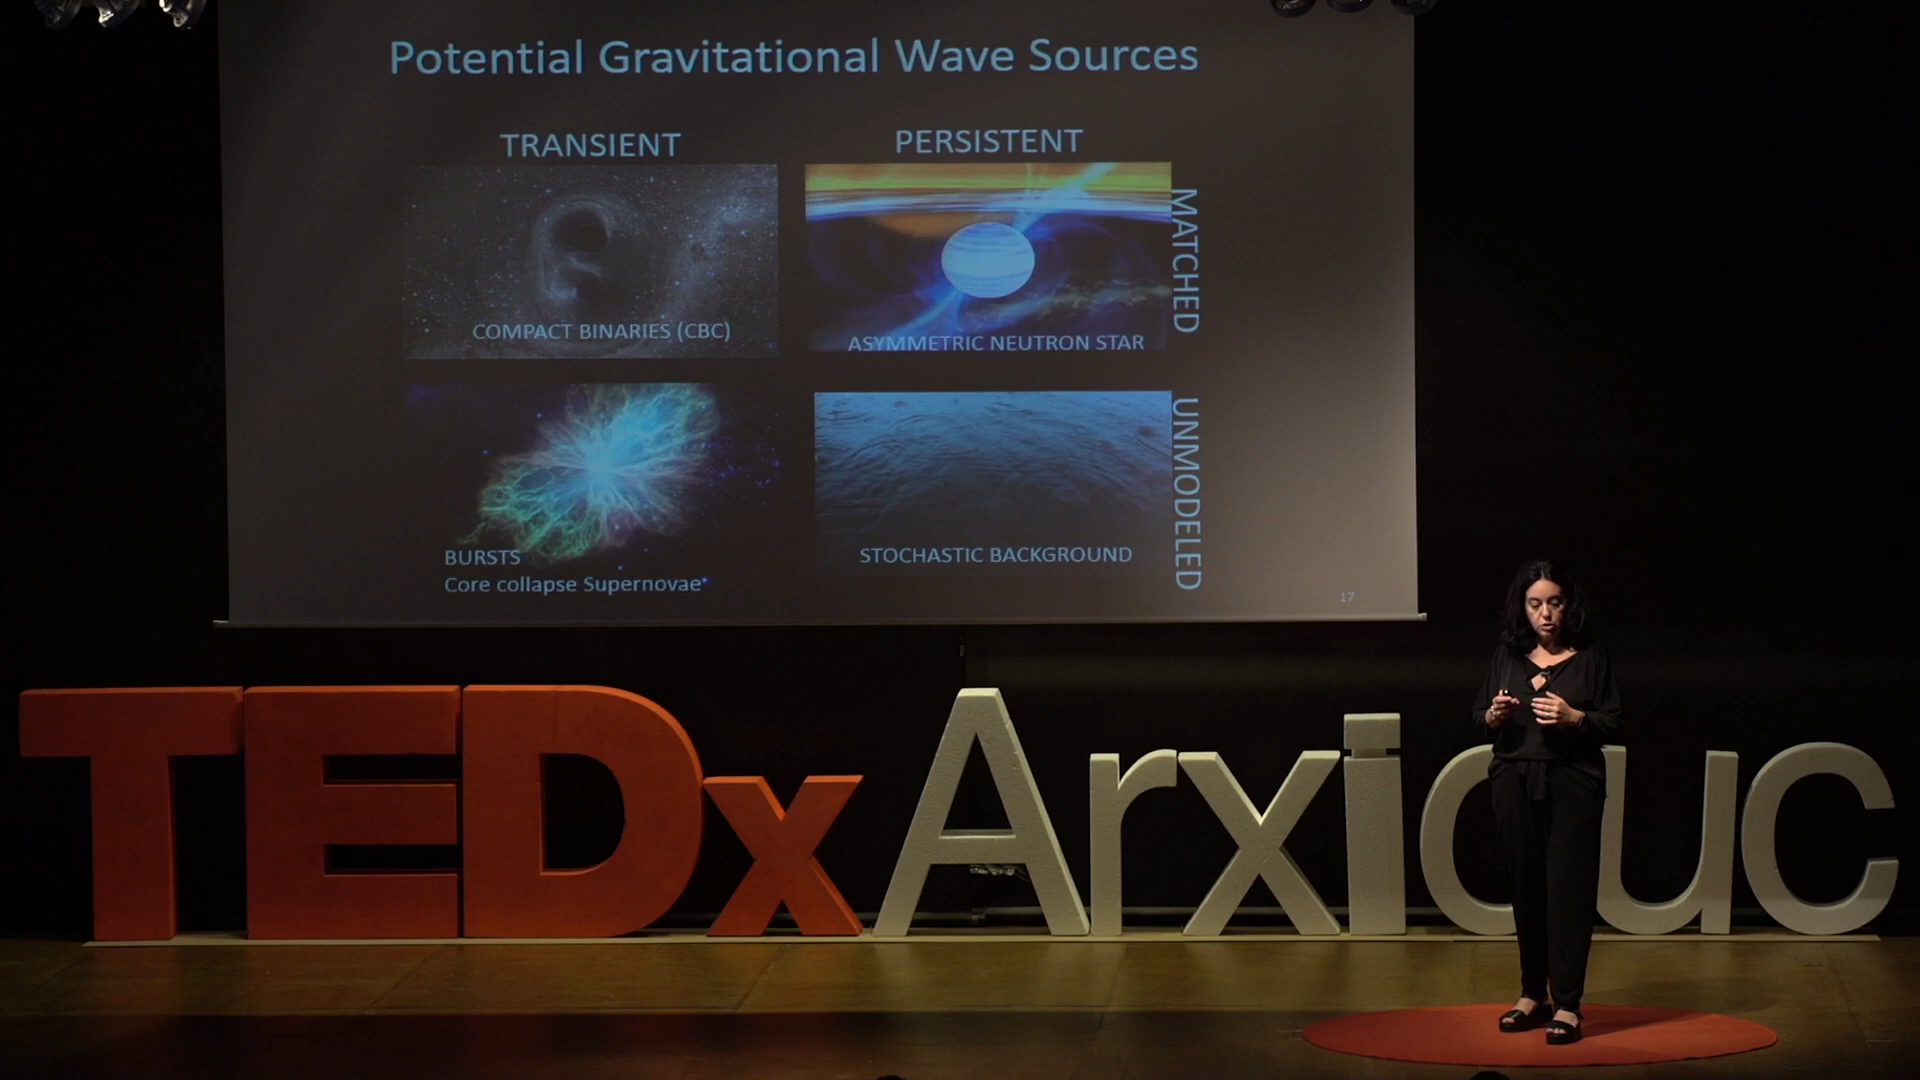 Potential Gravitational Wave Sources
TRANSIENT
PERSISTENT
COMPACT BINARIES (CBC)
ASYMMETRIC NEUTRON STAR
MATCHED
BURSTS
Core collapse Supernovae
STOCHASTIC BACKGROUND
UNMODELED
17
TEDxArxiduc